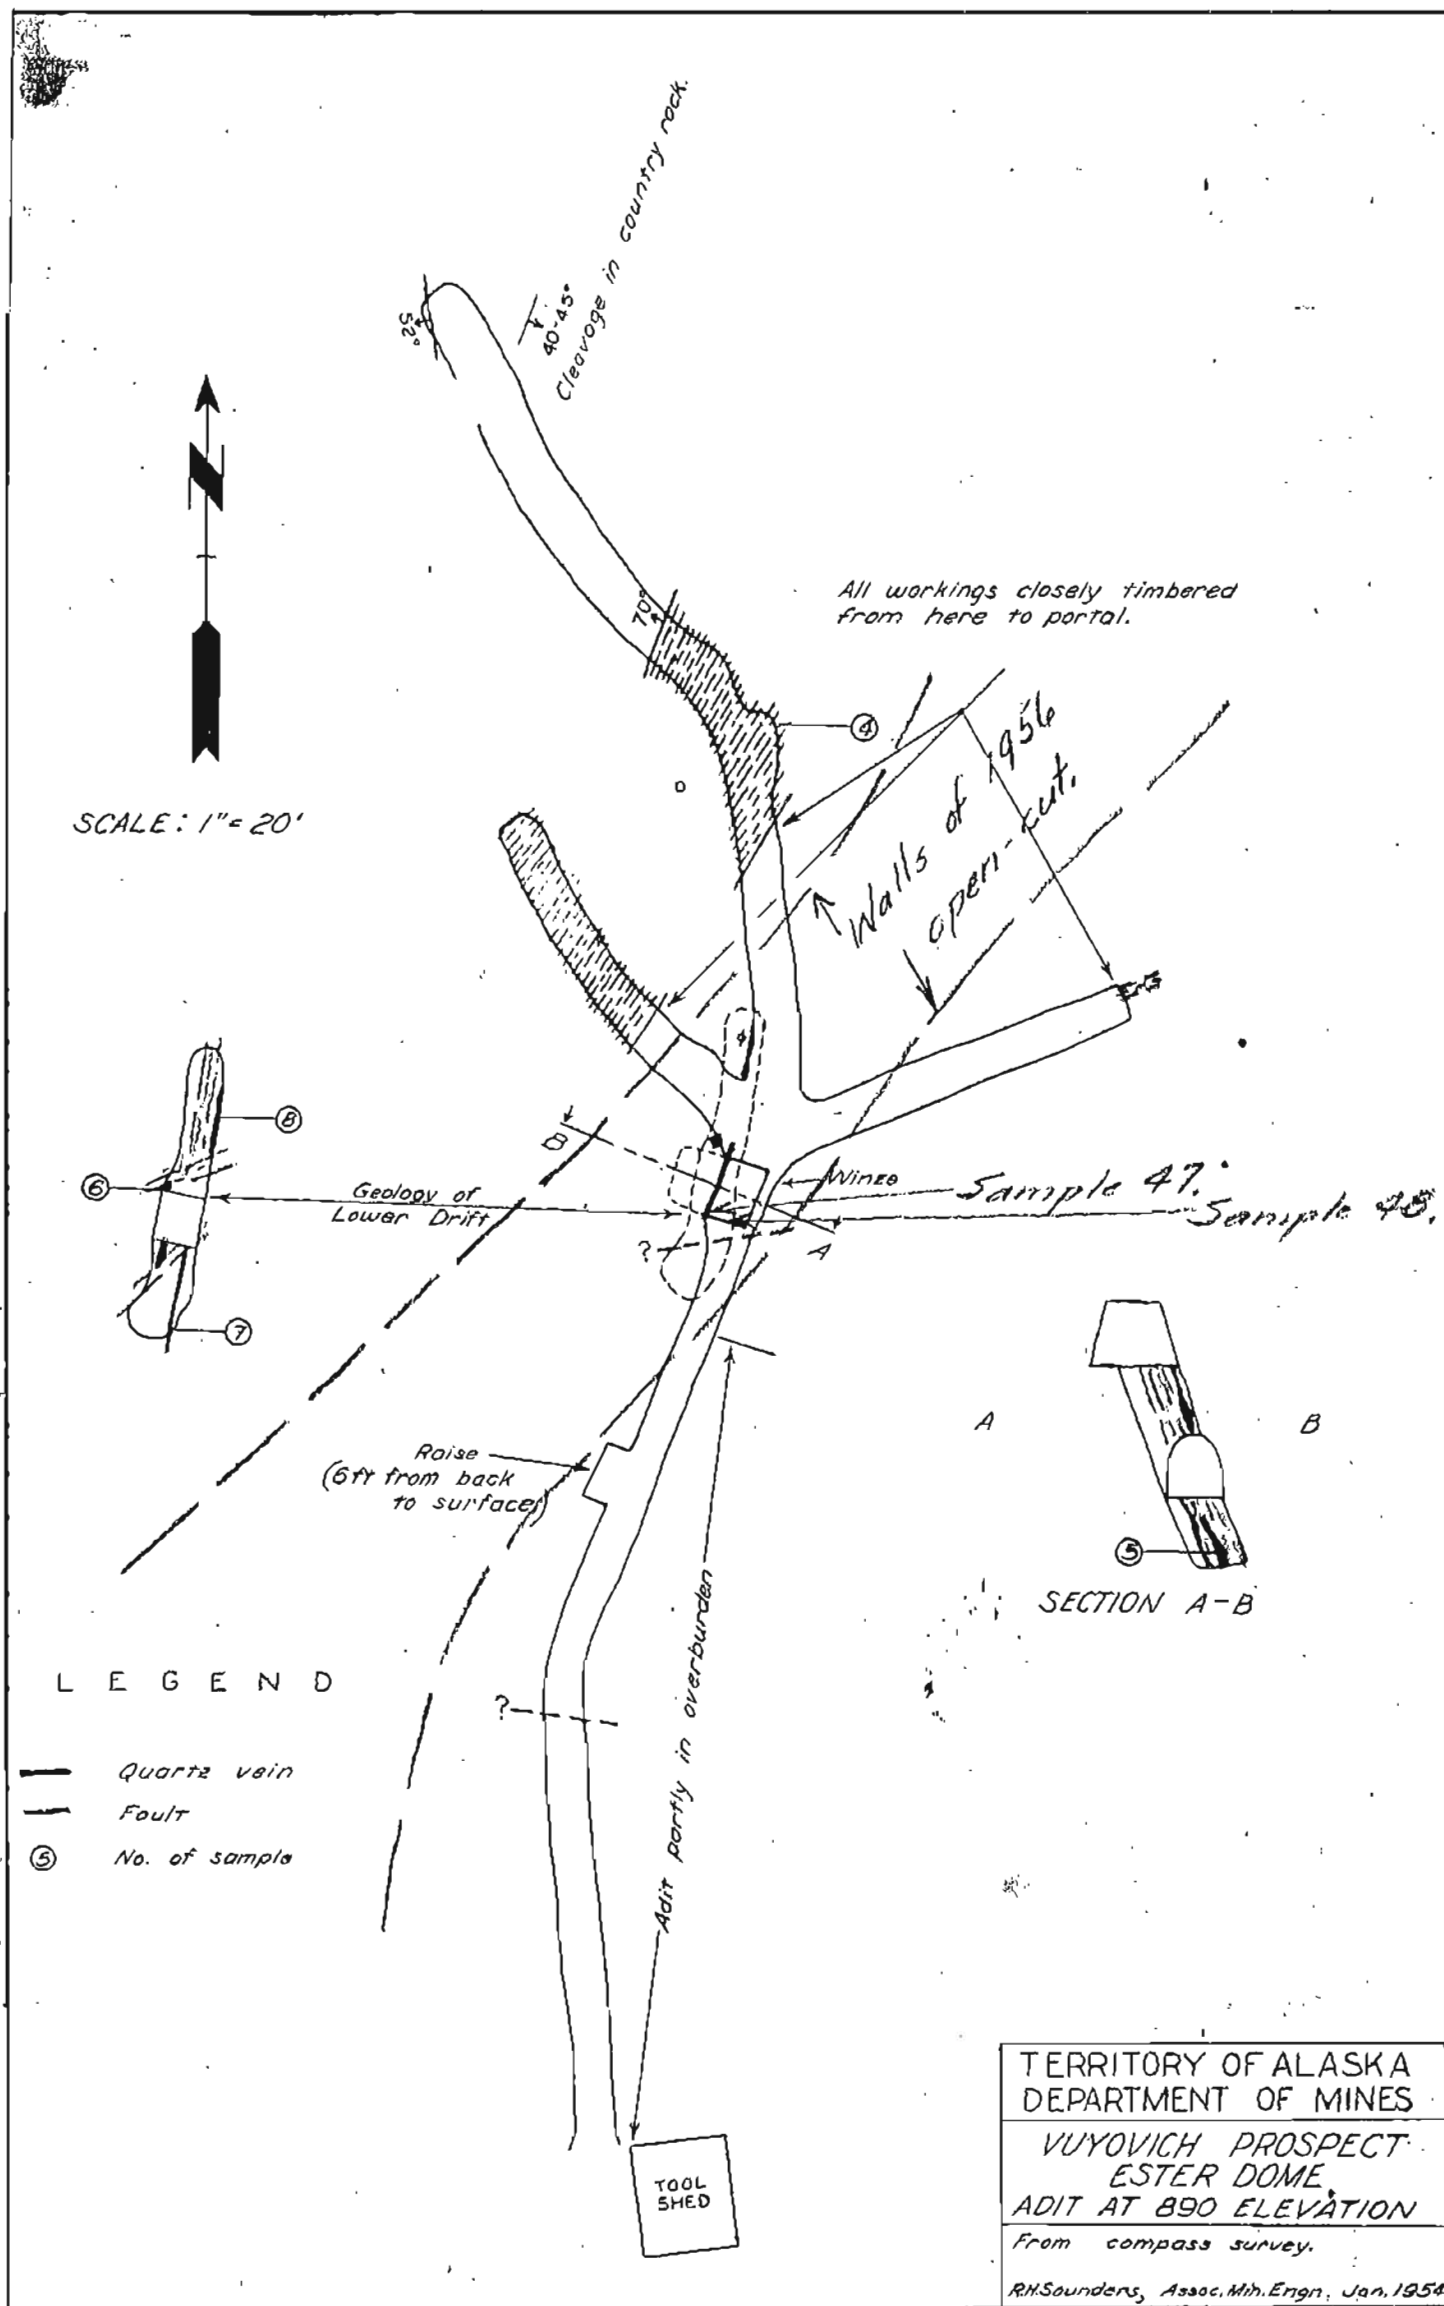 Cleavage in country rock.
40-45°
52°
N
SCALE: 1"= 20'
70°
All workings closely timbered
from here to portal.
④
Walls of 1956
open-cut.
⑧
⑥
Geology of
Lower Drift
⑦
B
Winze
Sample 47.
Sample
?
A
Raise
(6ft from back
to surface)
A
B
⑤
SECTION A-B
Adit partly in overburden
LEGEND
?
Quartz vein
Fault
⑤ No. of sample
TOOL
SHED
TERRITORY OF ALASKA
DEPARTMENT OF MINES
VUYOVICH PROSPECT
ESTER DOME
ADIT AT 890 ELEVATION
From compass survey.
R.H.Saunders, Assoc. Min. Engn. Jan. 1954